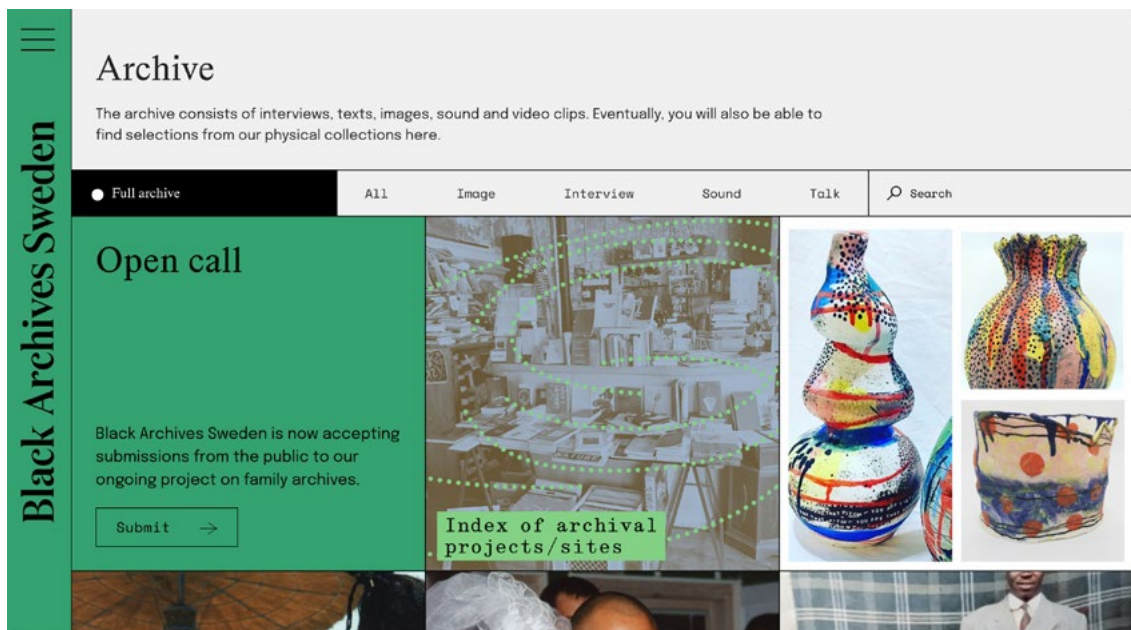 Black Archives Sweden
Archive
The archive consists of interviews, texts, images, sound and video clips. Eventually, you will also be able to
find selections from our physical collections here.
Full archive
All
Image
Interview
Sound
Talk
Search
Open call
Black Archives Sweden is now accepting
submissions from the public to our
ongoing project on family archives.
Submit
Index of archival
projects/sites